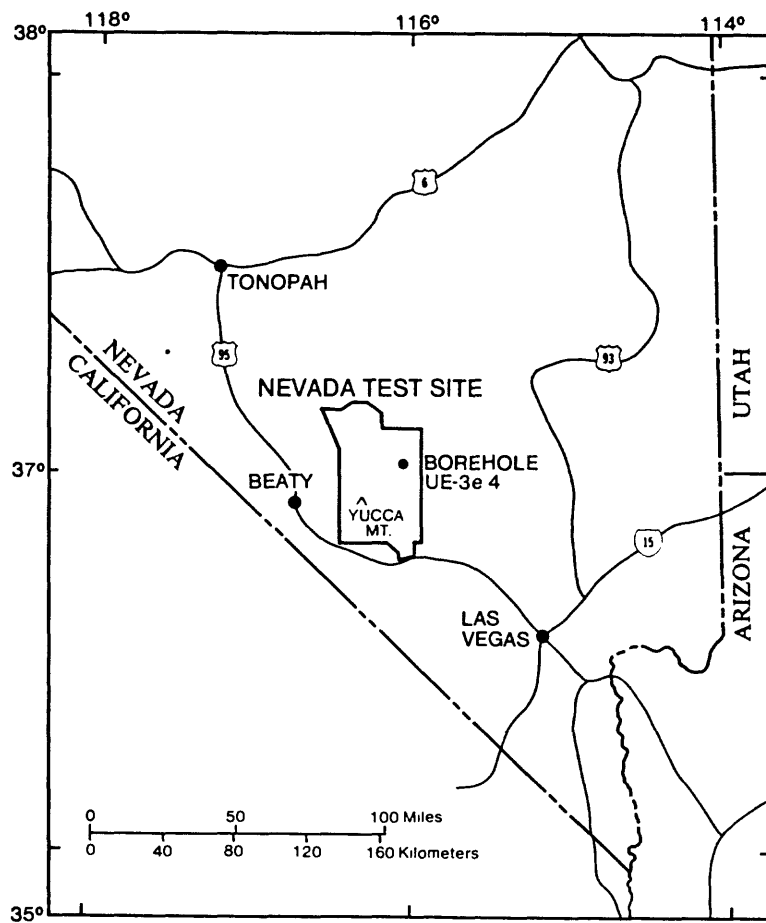 118° 116° 114°
38°
6
TONOPAH
95
93
NEVADA
CALIFORNIA
UTAH
NEVADA TEST SITE
37°
BOREHOLE
UE-3e 4
BEATY
YUCCA
MT.
15
ARIZONA
LAS
VEGAS
0 50 100 Miles
0 40 80 120 160 Kilometers
35°